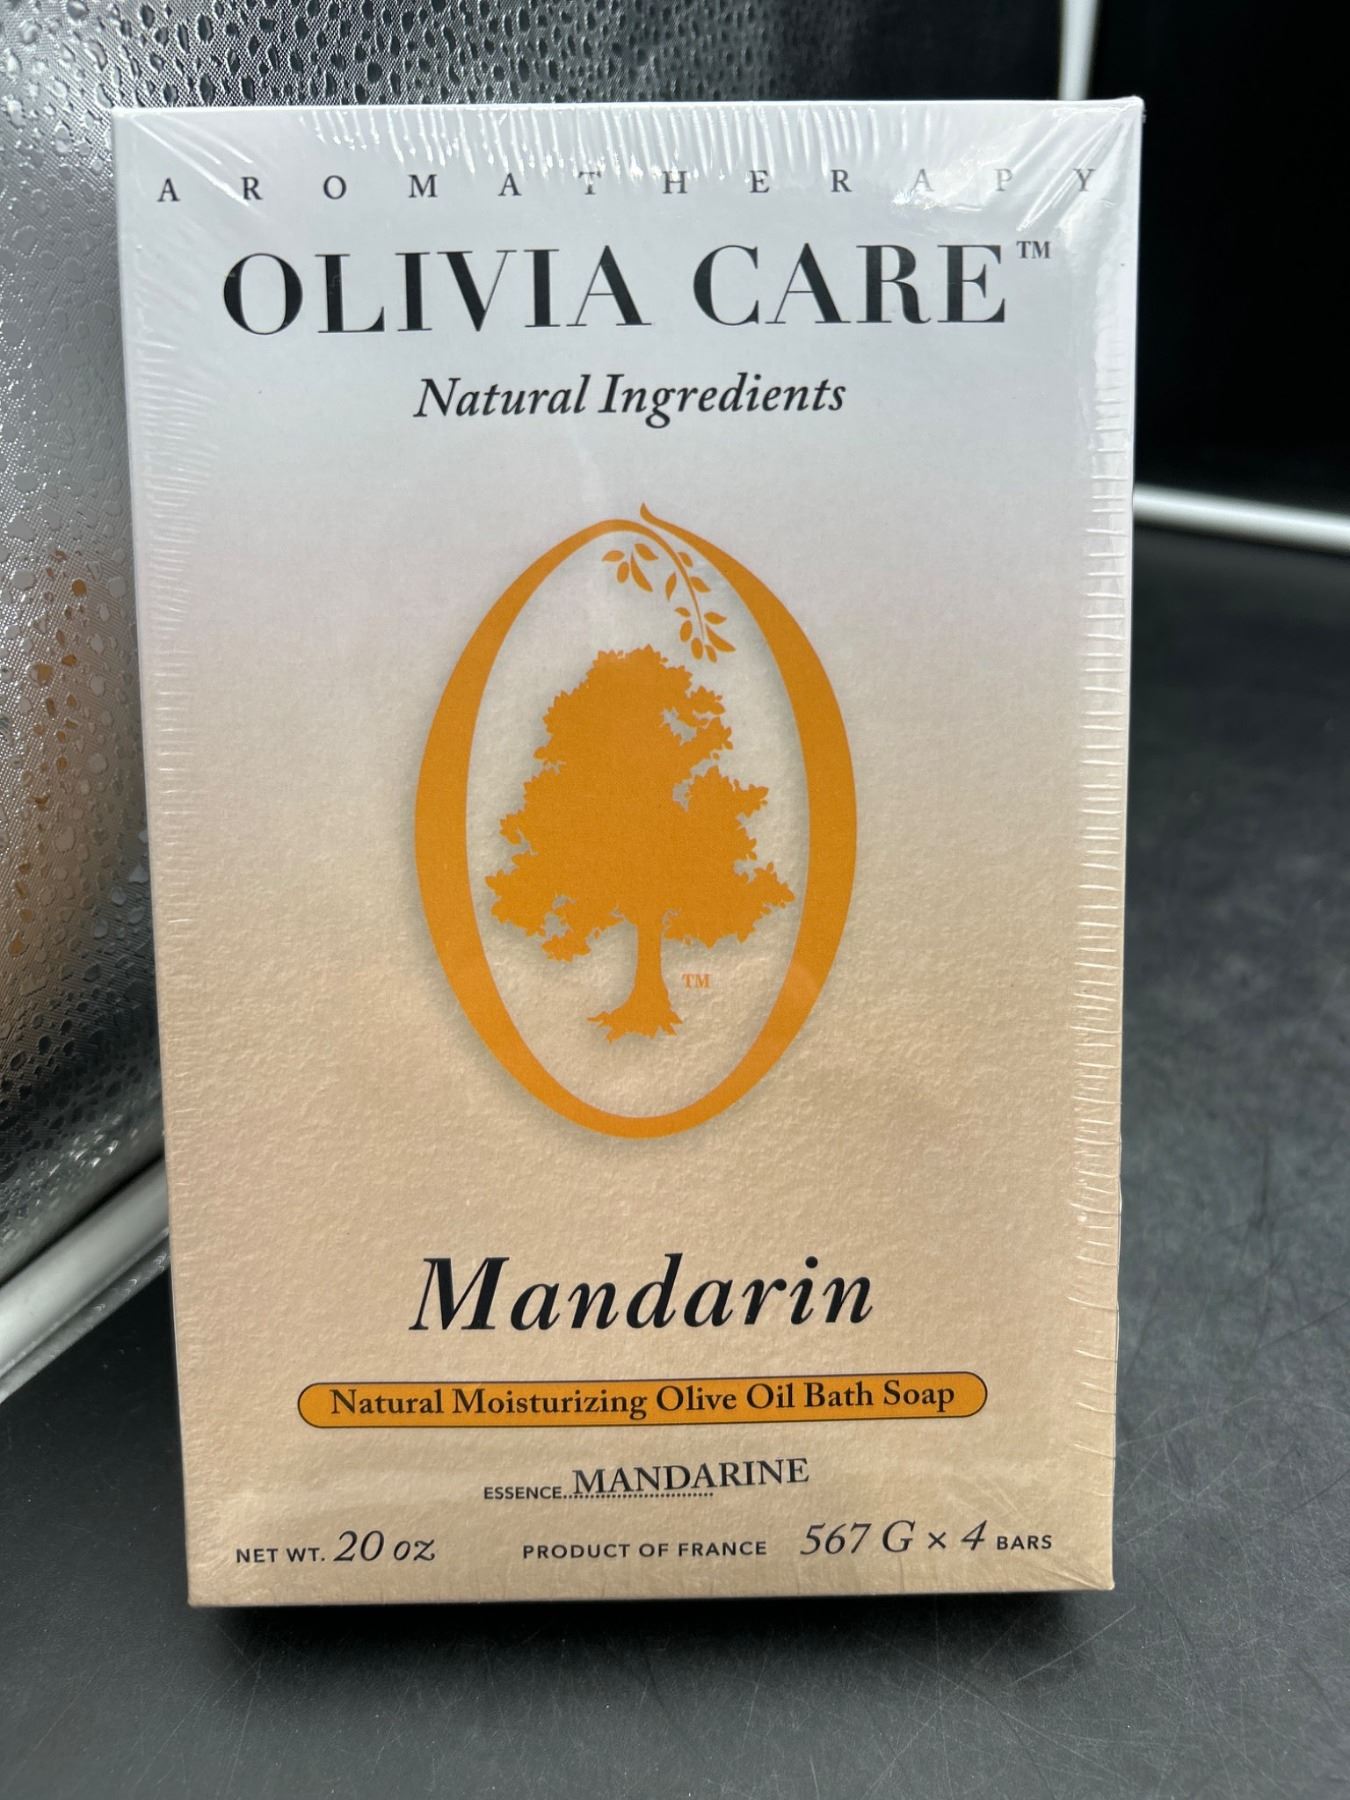 AROMATHERAPY
OLIVIA CARE™
Natural Ingredients
TM
Mandarin
Natural Moisturizing Olive Oil Bath Soap
ESSENCE..MANDARINE
NET WT. 20 oz PRODUCT OF FRANCE 567 G × 4 BARS